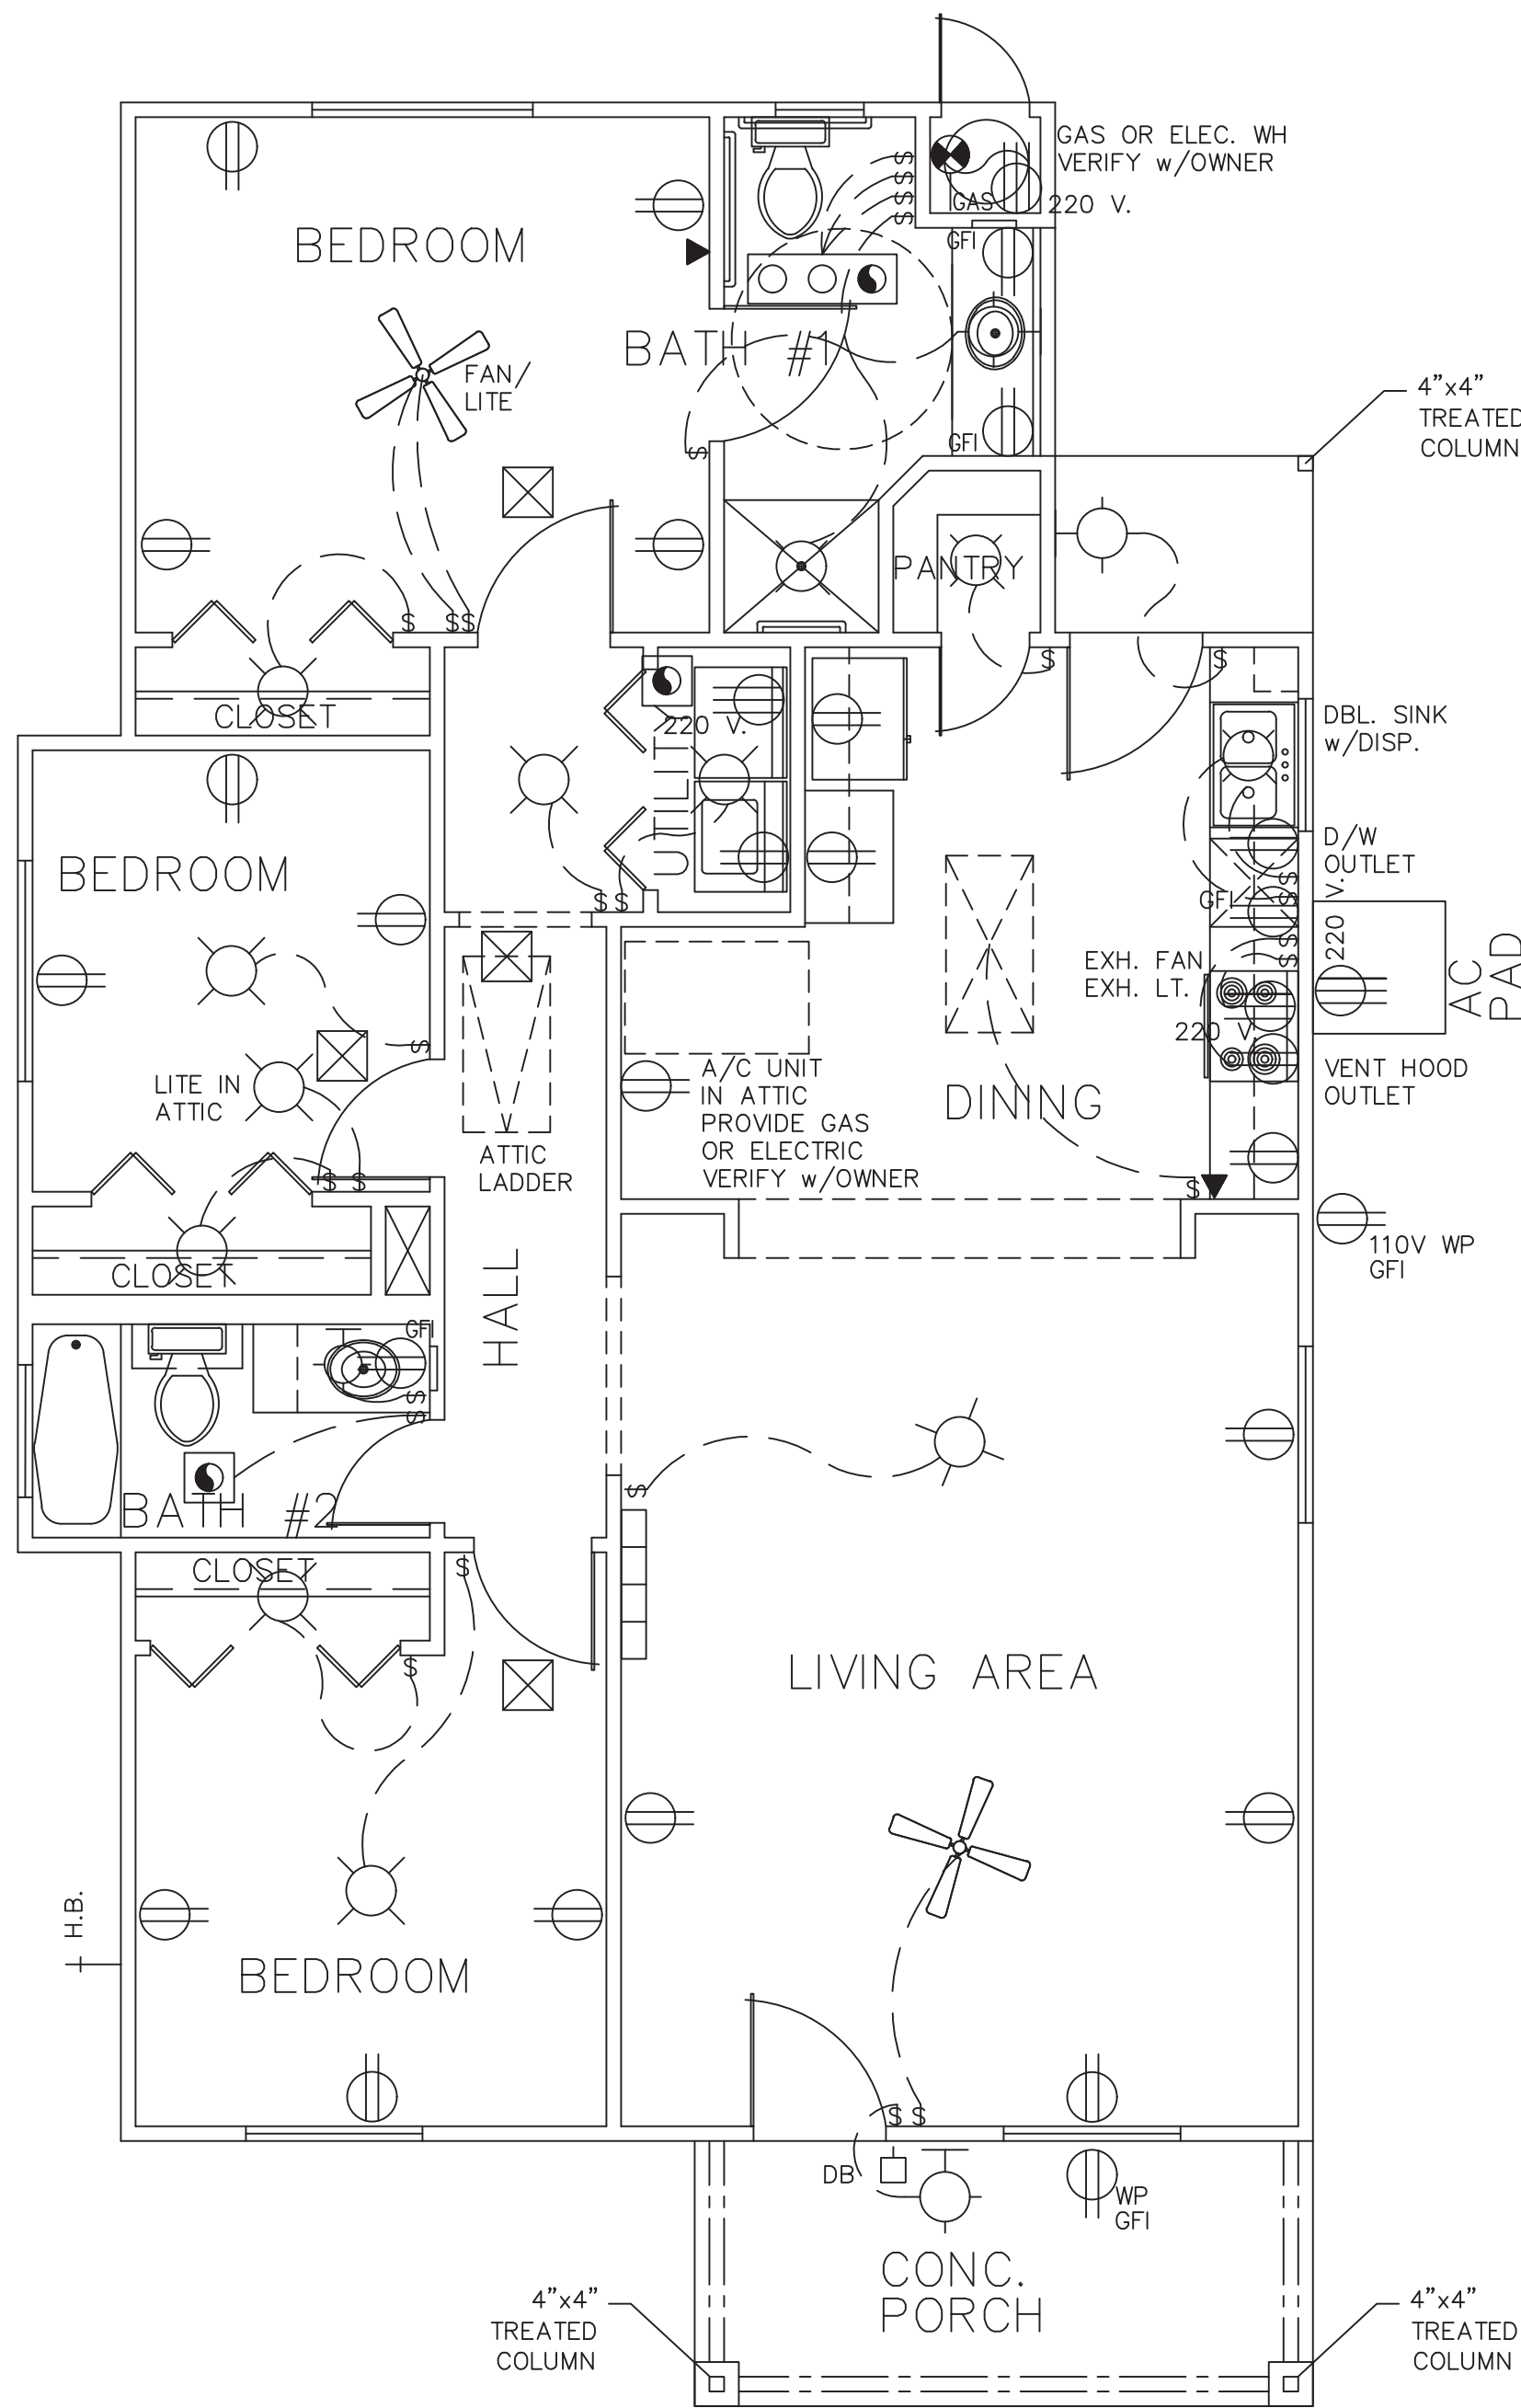 GAS OR ELEC. WH
VERIFY w/OWNER
GAS
220 V.
BEDROOM
GFI
FAN/
LITE
BATH #1
GFI
4"x4"
TREATED
COLUMN
PANTRY
$
$
$
$
$
$
$$
$
$
CLOSET
220 V.
UTILITY
DBL. SINK
w/DISP.
BEDROOM
D/W
OUTLET
GFI
$
$
$
$
220 V.
$$
EXH. FAN
EXH. LT.
AC
PAD
220 V.
$
LITE IN
ATTIC
A/C UNIT
IN ATTIC
PROVIDE GAS
OR ELECTRIC
VERIFY w/OWNER
DINING
VENT HOOD
OUTLET
ATTIC
LADDER
$
$
$
110V WP
GFI
CLOSET
HALL
GFI
$
$
$
BATH #2
CLOSET
$
$
LIVING AREA
H.B.
BEDROOM
$
$
DB
WP
GFI
CONC.
PORCH
4"x4"
TREATED
COLUMN
4"x4"
TREATED
COLUMN